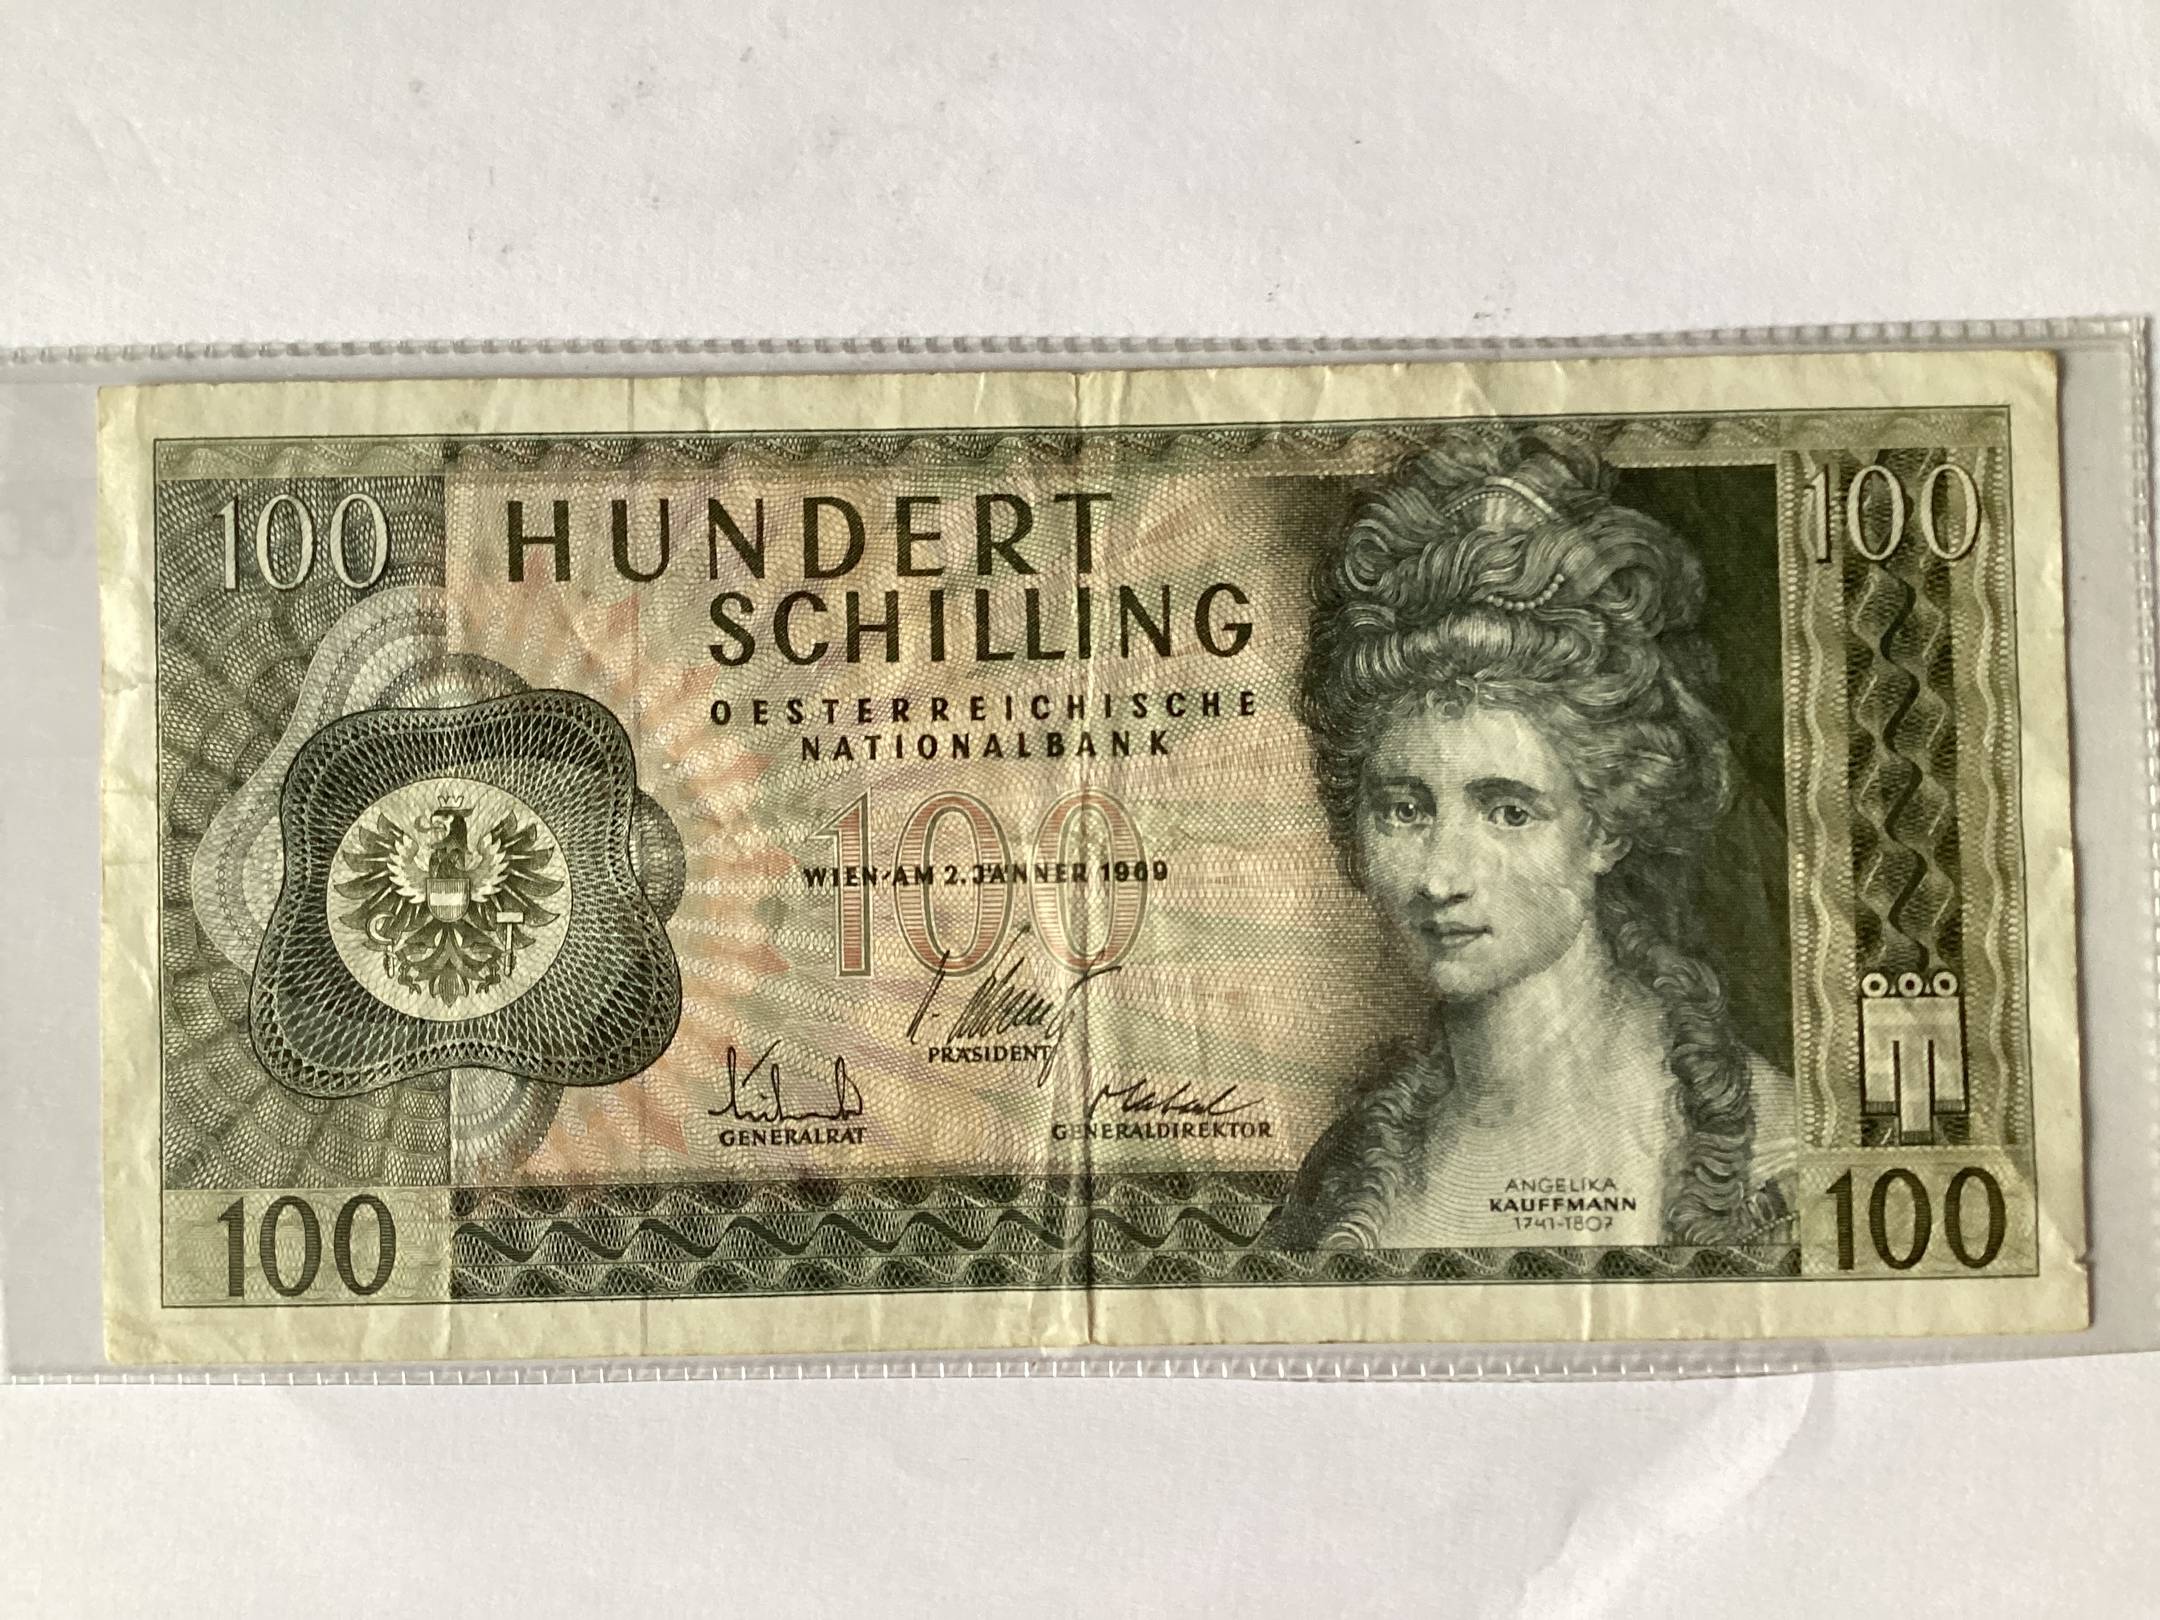 100
100
HUNDERT
SCHILLING
OESTERREICHISCHE
NATIONALBANK
100
WIEN, AM 2. JÄNNER 1969
PRÄSIDENT
GENERALRAT
GENERALDIREKTOR
ANGELIKA
KAUFFMANN
1741-1807
100
100